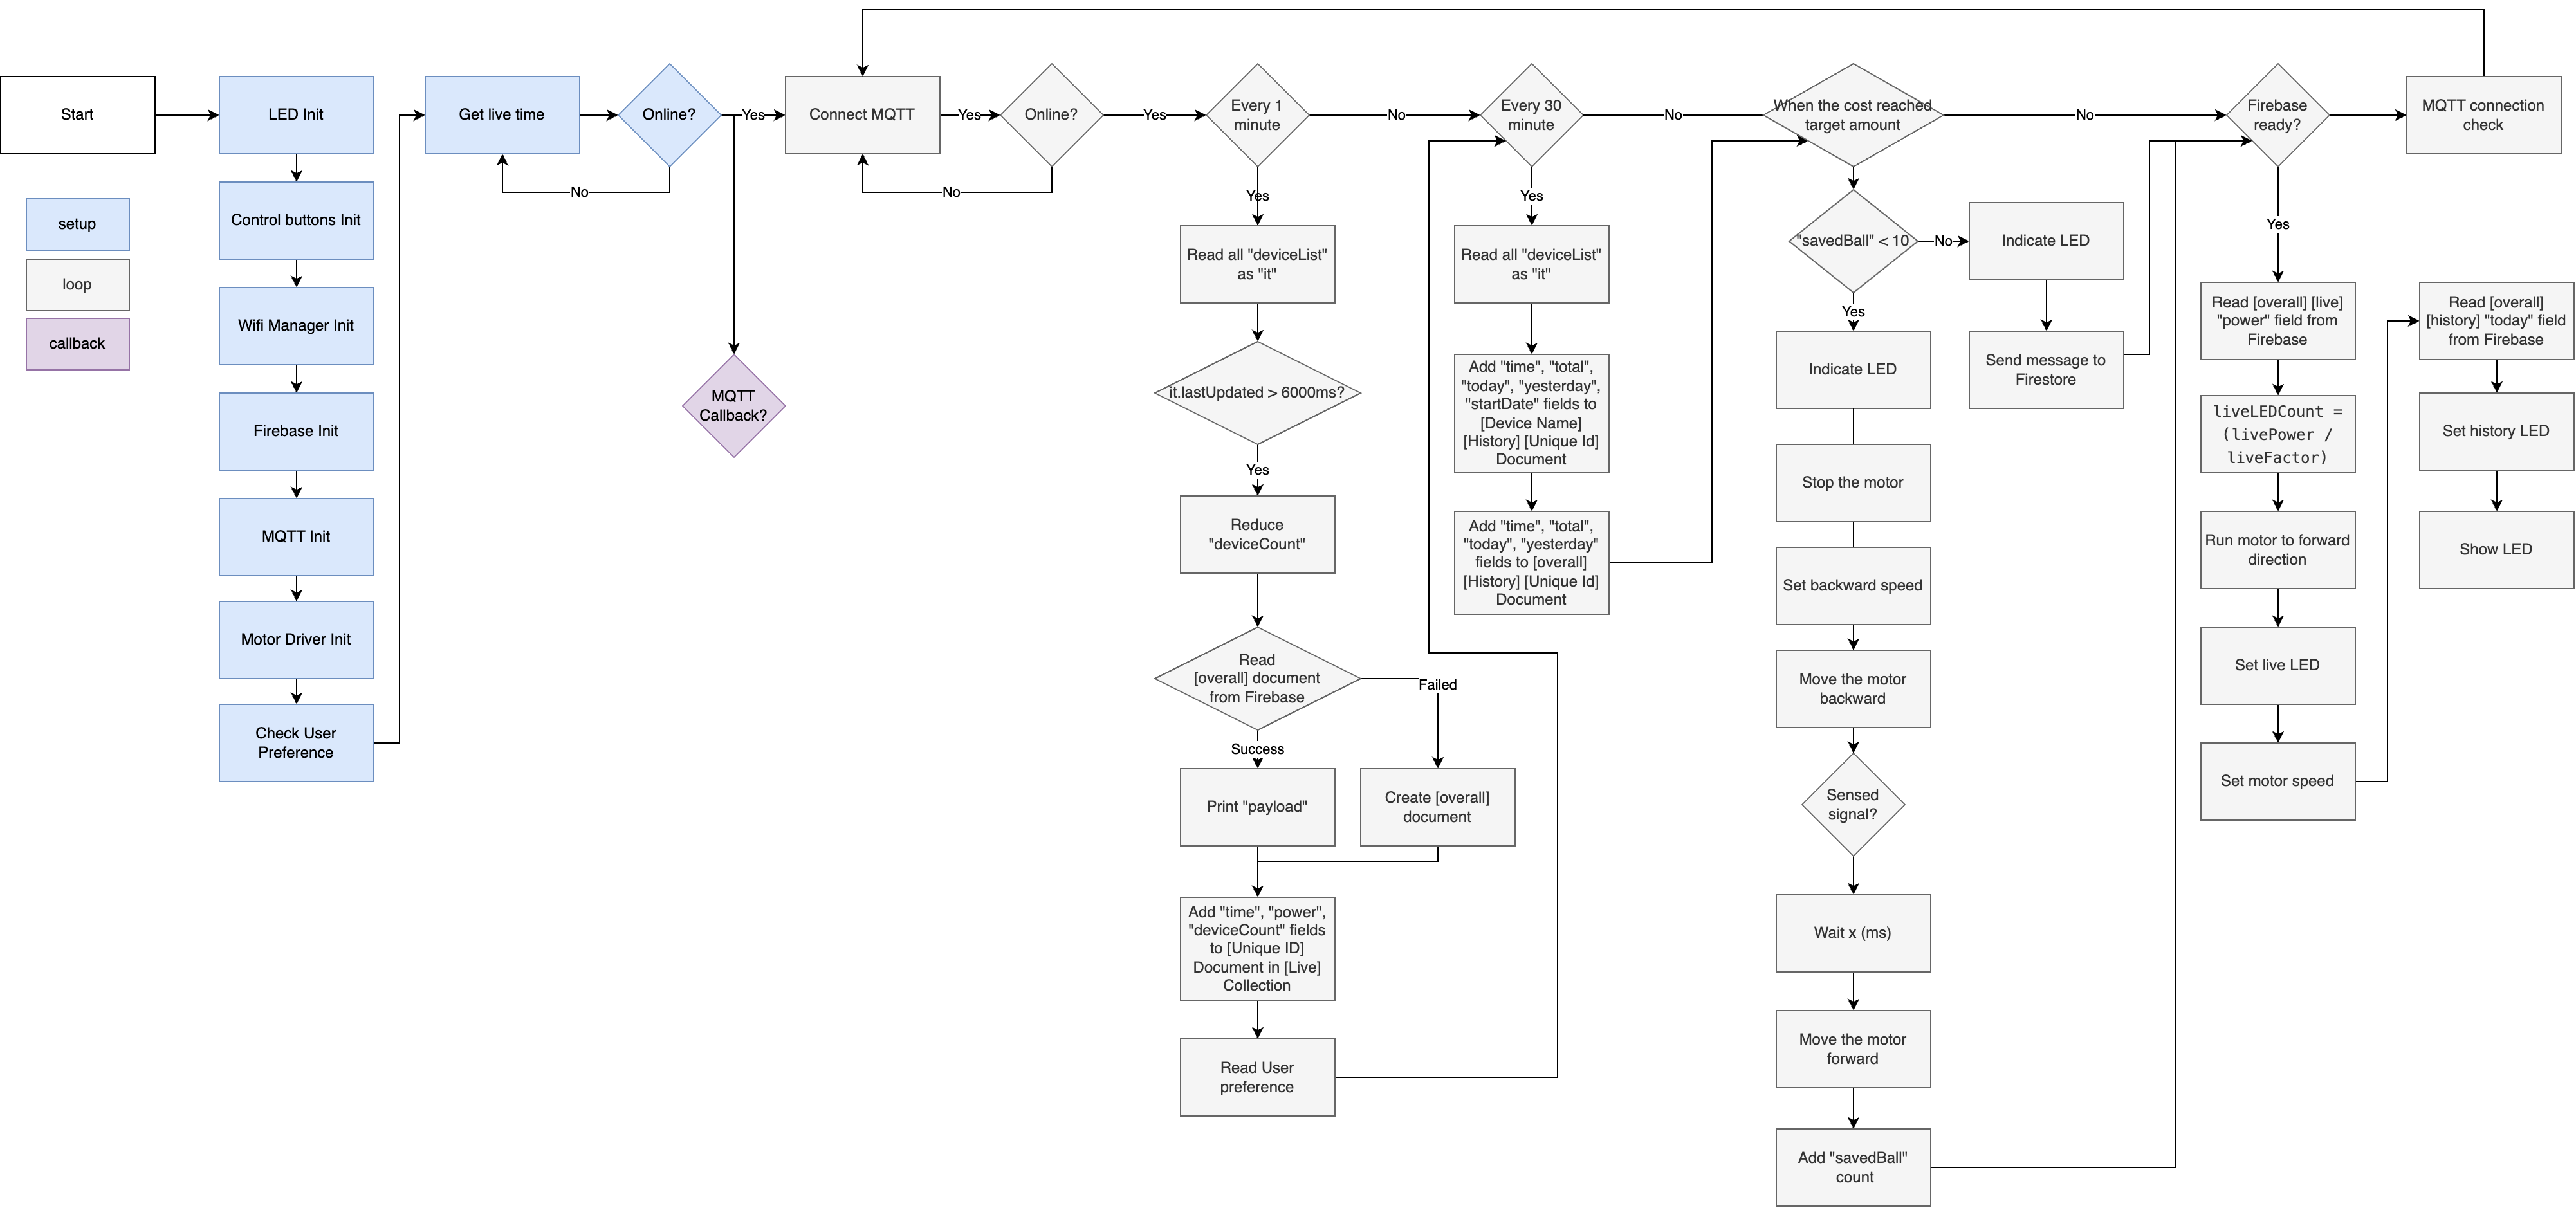 Start
LED Init
Control buttons Init
Wifi Manager Init
Firebase Init
MQTT Init
Motor Driver Init
Check User
Preference
setup
loop
callback
Get live time
Online?
No
Yes
MQTT
Callback?
Connect MQTT
Yes
Online?
No
Yes
Every 1
minute
No
Yes
Read all "deviceList"
as "it"
it.lastUpdated > 6000ms?
Yes
Reduce
"deviceCount"
Read
[overall] document
from Firebase
Failed
Success
Print "payload"
Create [overall]
document
Add "time", "power",
"deviceCount" fields
to [Unique ID]
Document in [Live]
Collection
Read User
preference
Every 30
minute
No
Yes
Read all "deviceList"
as "it"
Add "time", "total",
"today", "yesterday",
"startDate" fields to
[Device Name]
[History] [Unique Id]
Document
Add "time", "total",
"today", "yesterday"
fields to [overall]
[History] [Unique Id]
Document
When the cost reached
target amount
No
"savedBall" < 10
No
Indicate LED
Send message to
Firestore
Yes
Indicate LED
Stop the motor
Set backward speed
Move the motor
backward
Sensed
signal?
Wait x (ms)
Move the motor
forward
Add "savedBall"
count
Firebase
ready?
Yes
Read [overall] [live]
"power" field from
Firebase
liveLEDCount =
(livePower /
liveFactor)
Run motor to forward
direction
Set live LED
Set motor speed
MQTT connection
check
Read [overall]
[history] "today" field
from Firebase
Set history LED
Show LED